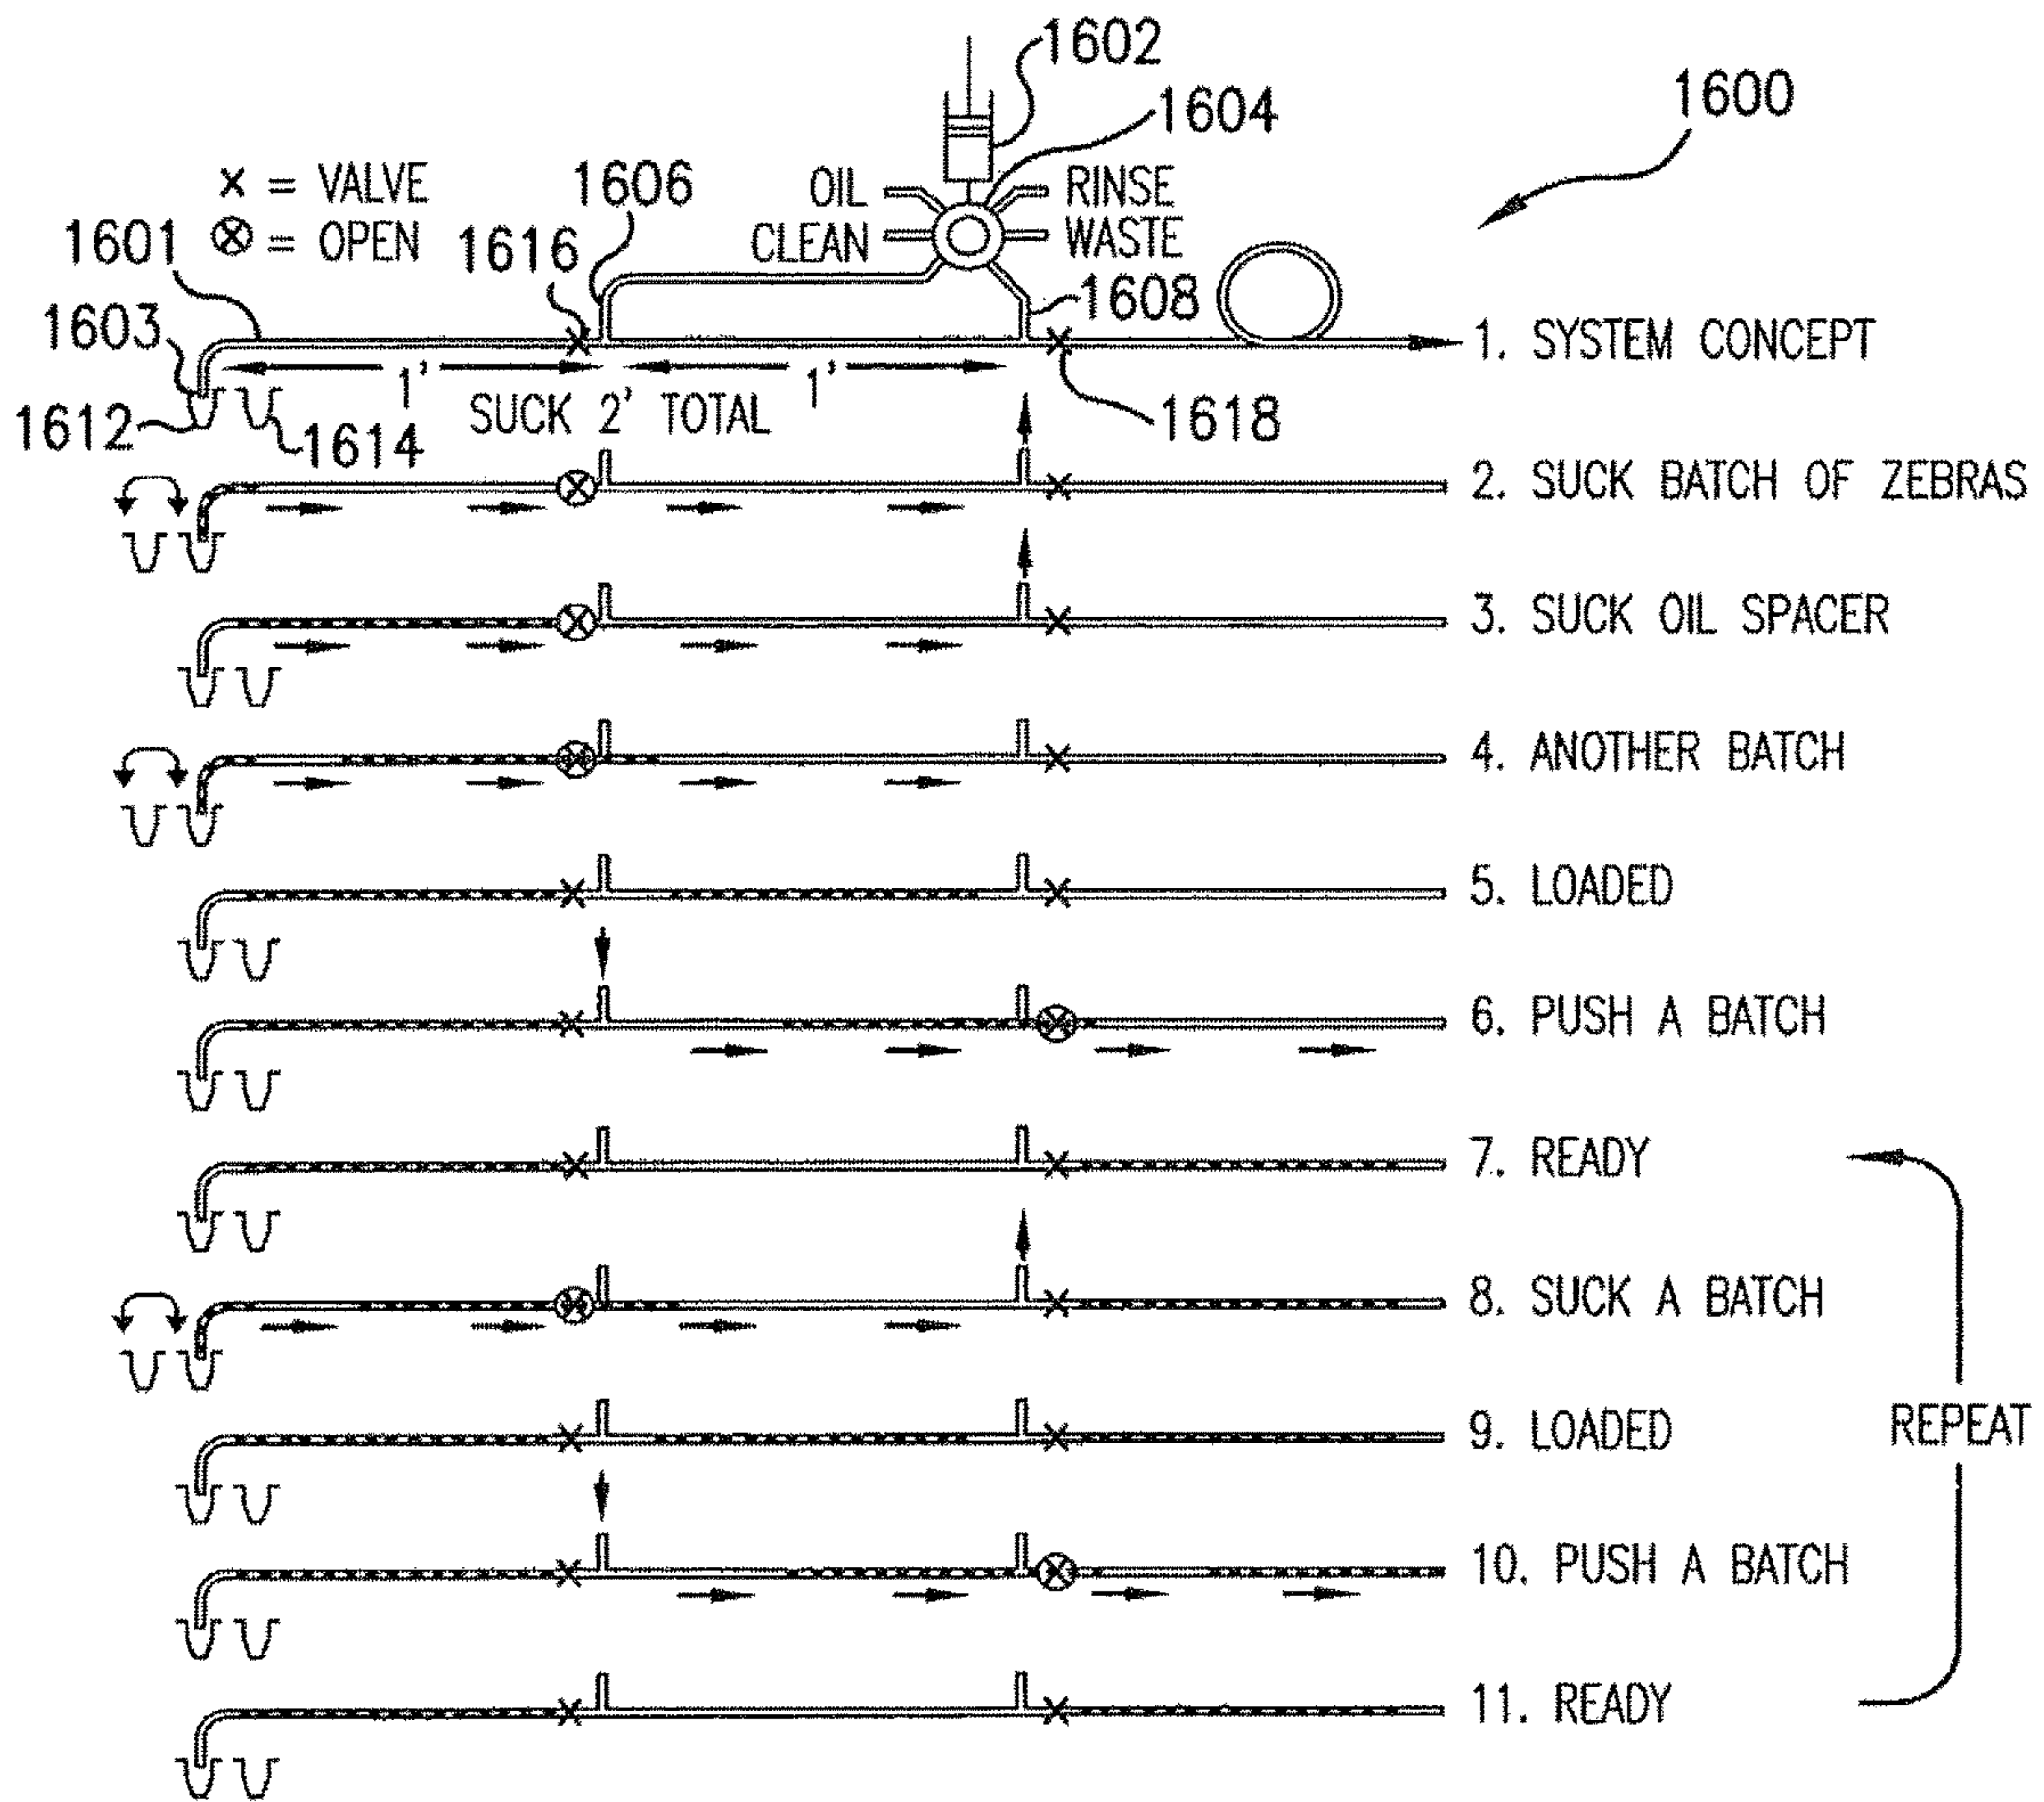 1602
1604
1600
× = VALVE
1606
OIL
RINSE
1601
⊗ = OPEN
1616
CLEAN
WASTE
1603
1608
1. SYSTEM CONCEPT
1' 1'
1612
SUCK 2' TOTAL
1618
1614
2. SUCK BATCH OF ZEBRAS
3. SUCK OIL SPACER
4. ANOTHER BATCH
5. LOADED
6. PUSH A BATCH
7. READY
8. SUCK A BATCH
9. LOADED
REPEAT
10. PUSH A BATCH
11. READY